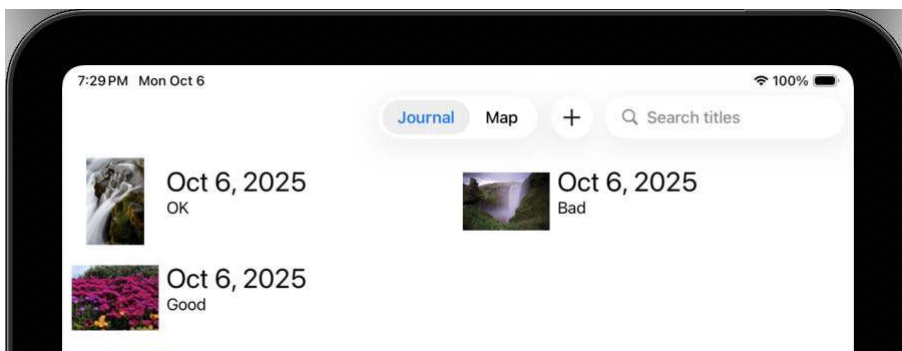 7:29 PM Mon Oct 6 100%
Journal Map + Search titles
Oct 6, 2025
OK
Oct 6, 2025
Bad
Oct 6, 2025
Good